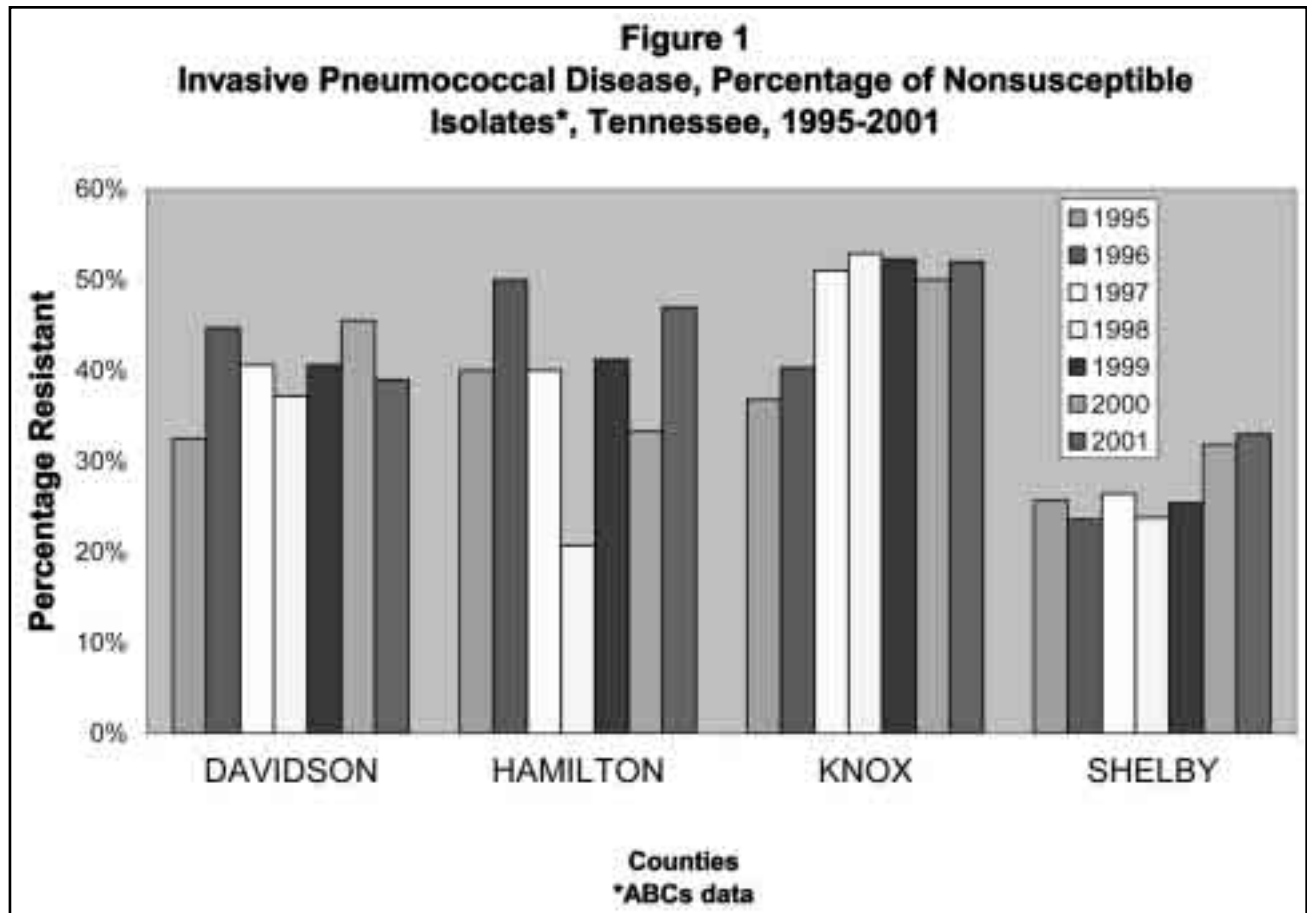 Figure 1
Invasive Pneumococcal Disease, Percentage of Nonsusceptible
Isolates*, Tennessee, 1995-2001
60%
50%
40%
30%
20%
10%
0%
Percentage Resistant
1995
1996
1997
1998
1999
2000
2001
DAVIDSON
HAMILTON
KNOX
SHELBY
Counties
*ABCs data